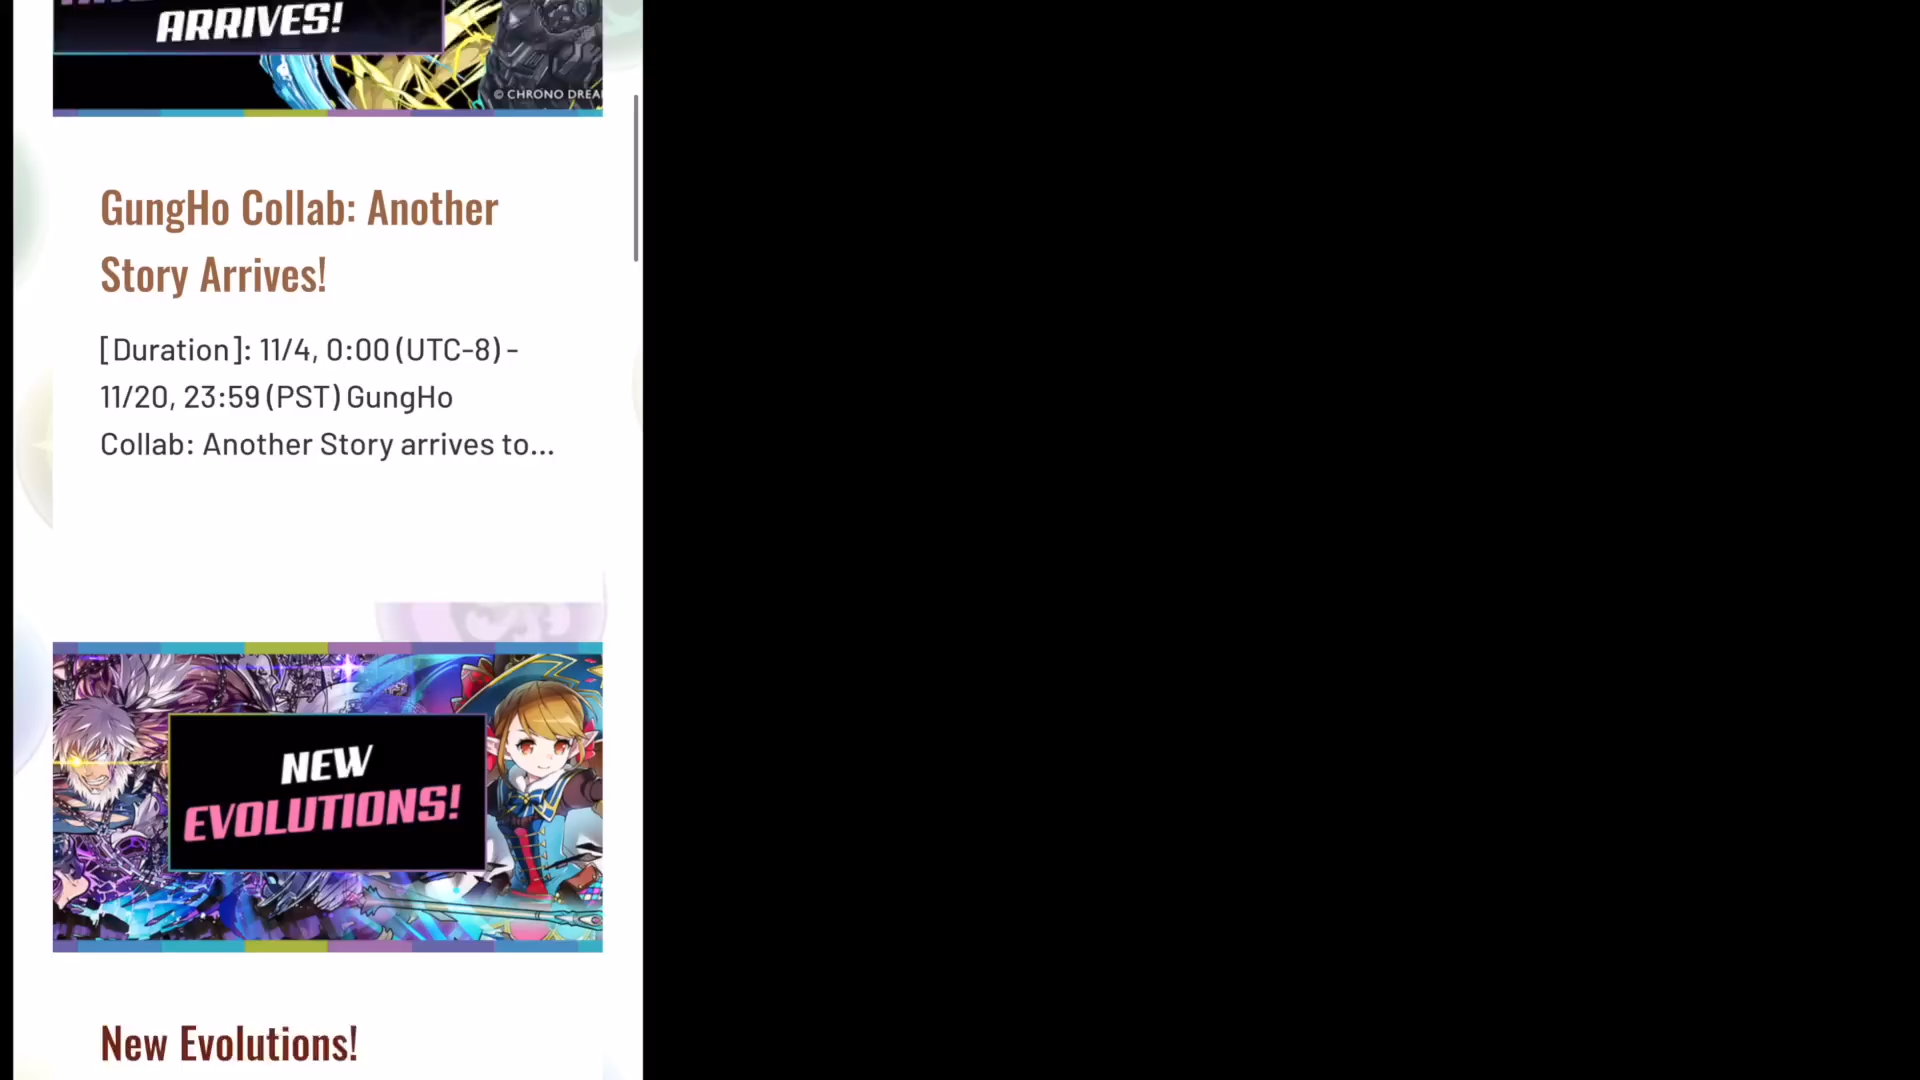 ARRIVES!
© CHRONO DREA
GungHo Collab: Another
Story Arrives!
[Duration]: 11/4, 0:00 (UTC-8) -
11/20, 23:59 (PST) GungHo
Collab: Another Story arrives to...
NEW
EVOLUTIONS!
New Evolutions!